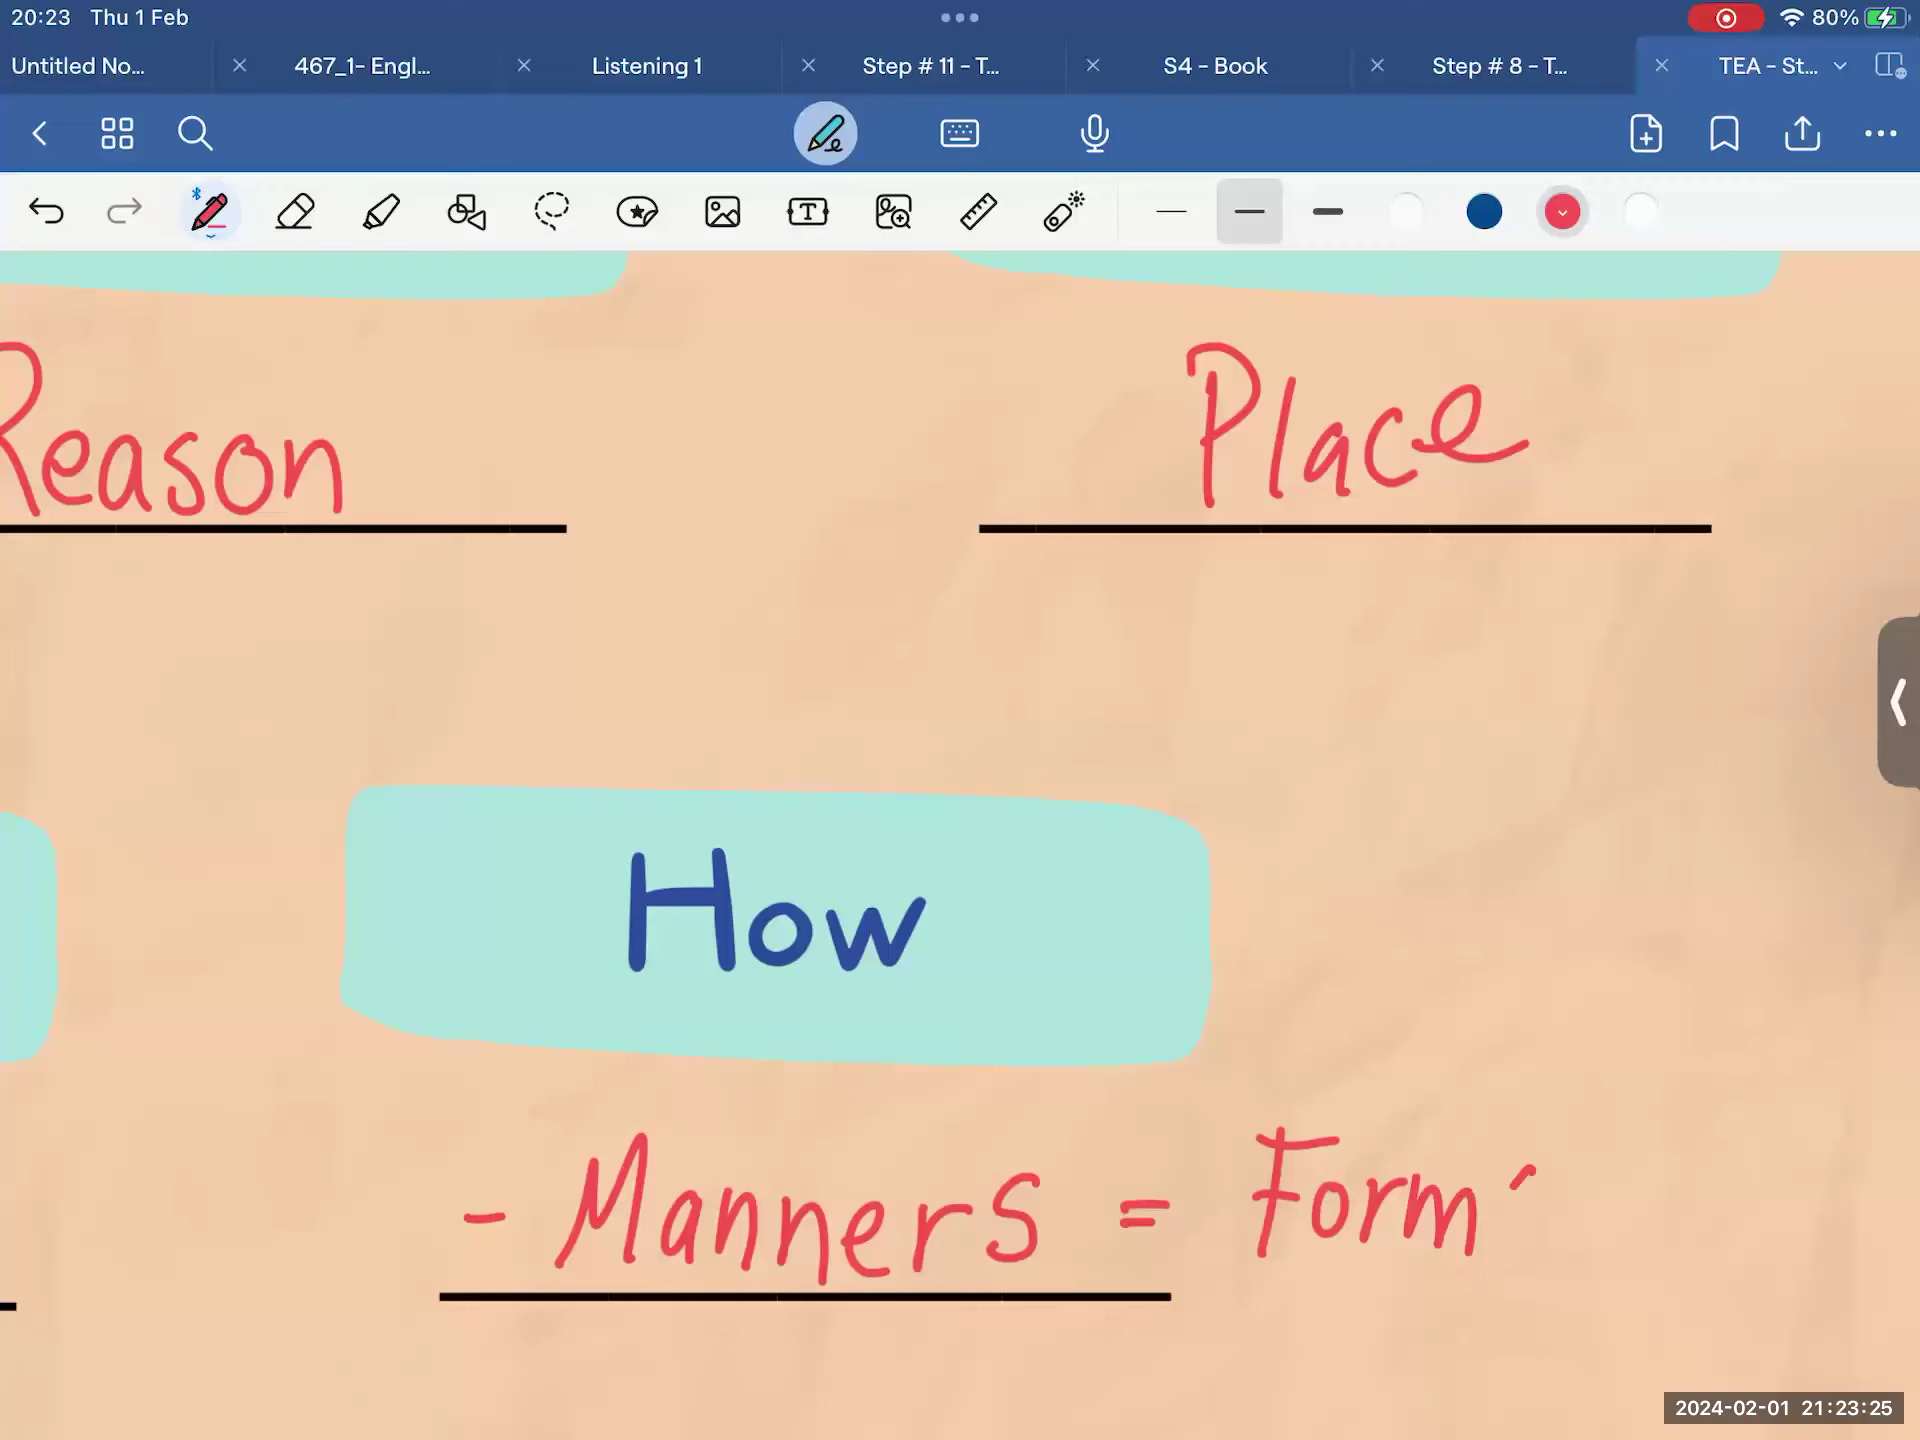 20:23 Thu 1 Feb
80%
Untitled No...
467_1- Engl...
Listening 1
Step # 11 - T...
S4 - Book
Step # 8 - T...
TEA - St...
Reason
Place
How
- Manners = Form
2024-02-01 21:23:25